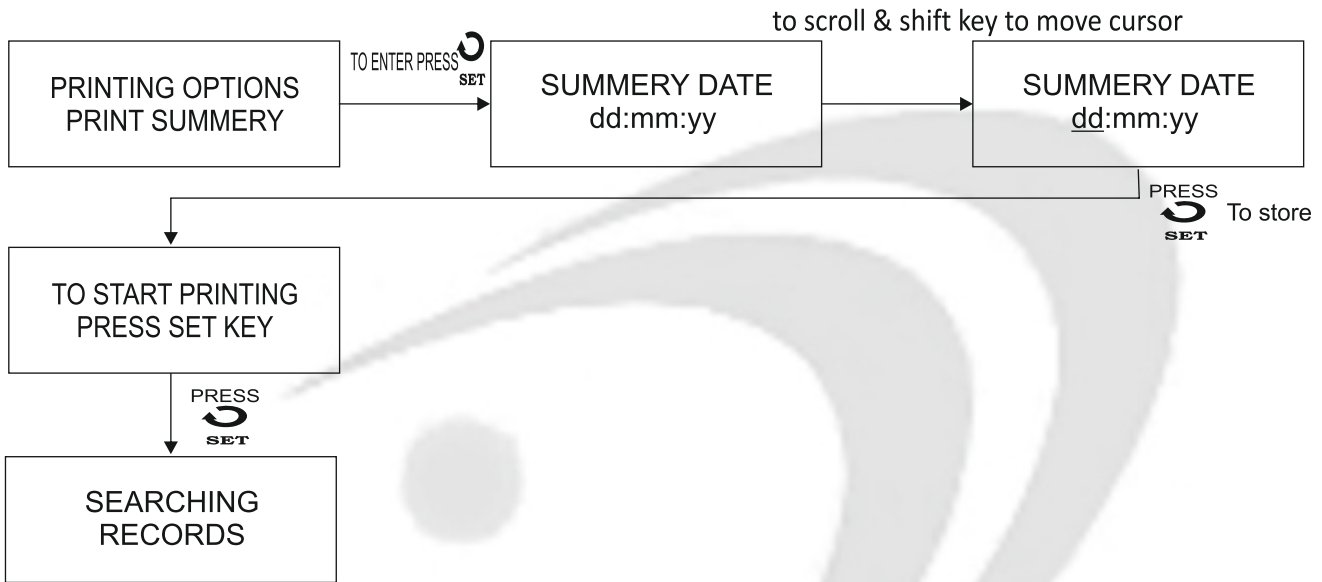 to scroll & shift key to move cursor
PRINTING OPTIONS
PRINT SUMMERY
TO ENTER PRESS
SET
SUMMERY DATE
dd:mm:yy
SUMMERY DATE
dd:mm:yy
PRESS
SET
To store
TO START PRINTING
PRESS SET KEY
PRESS
SET
SEARCHING
RECORDS